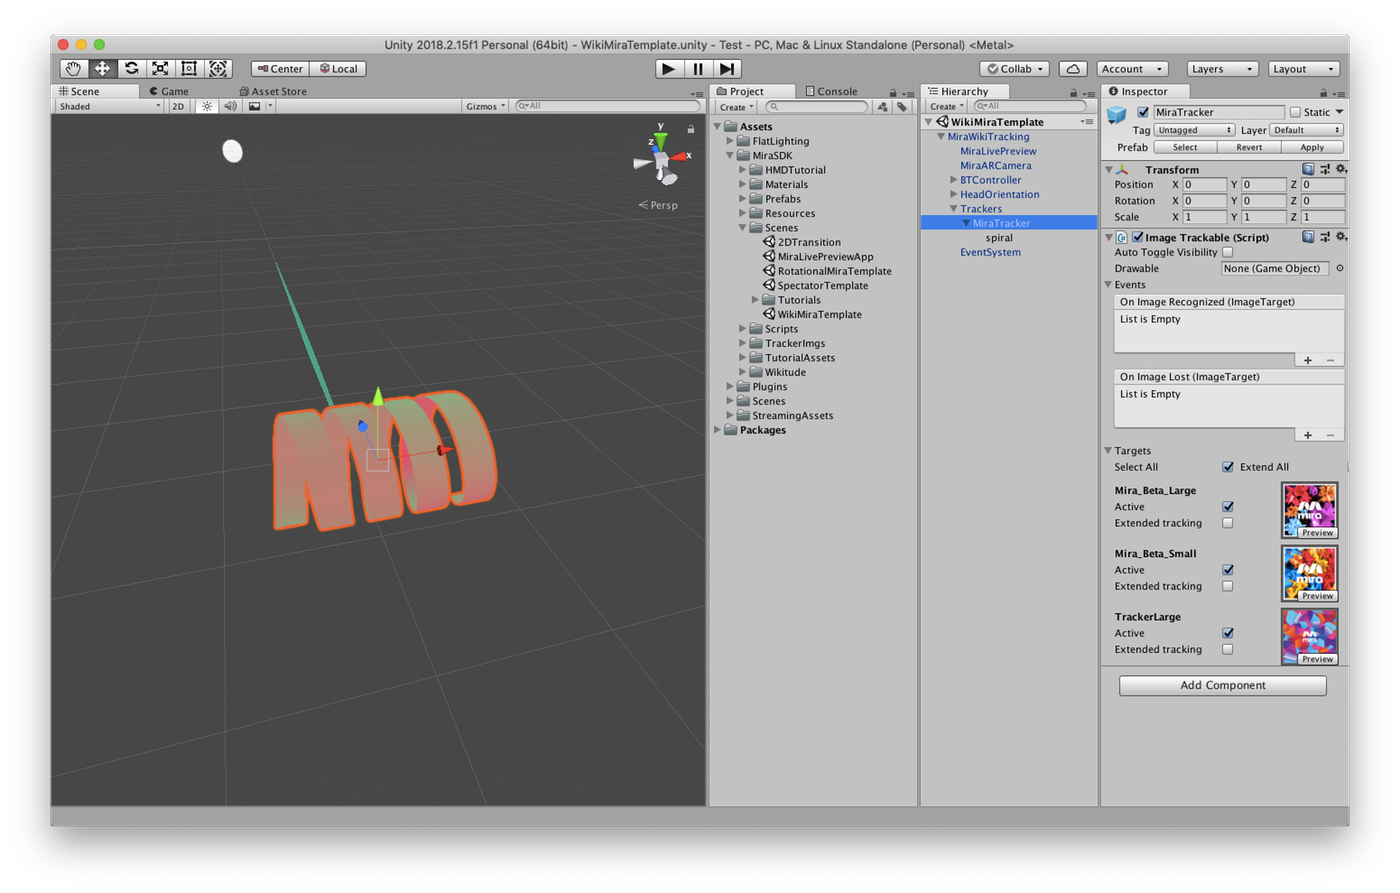 Unity 2018.2.15f1 Personal (64bit) - WikiMiraTemplate.unity - Test - PC, Mac & Linux Standalone (Personal) <Metal>
Center Local Collab Account Layers Layout
Scene Game Asset Store
Shaded 2D Gizmos All
y
z
x
Persp
Project Console
Create
Assets
FlatLighting
MiraSDK
HMDTutorial
Materials
Prefabs
Resources
Scenes
2DTransition
MiraLivePreviewApp
RotationalMiraTemplate
SpectatorTemplate
Tutorials
WikiMiraTemplate
Scripts
TrackerImgs
TutorialAssets
Wikitude
Plugins
Scenes
StreamingAssets
Packages
Hierarchy
Create All
WikiMiraTemplate
MiraWikiTracking
MiraLivePreview
MiraARCamera
BTController
HeadOrientation
Trackers
MiraTracker
spiral
EventSystem
Inspector
MiraTracker Static
Tag Untagged Layer Default
Prefab Select Revert Apply
Transform
Position X 0 Y 0 Z 0
Rotation X 0 Y 0 Z 0
Scale X 1 Y 1 Z 1
Image Trackable (Script)
Auto Toggle Visibility
Drawable None (Game Object)
Events
On Image Recognized (ImageTarget)
List is Empty
+ −
On Image Lost (ImageTarget)
List is Empty
+ −
Targets
Select All Extend All
Mira_Beta_Large
Active
Extended tracking
mira
Preview
Mira_Beta_Small
Active
Extended tracking
mira
Preview
TrackerLarge
Active
Extended tracking
mira
Preview
Add Component